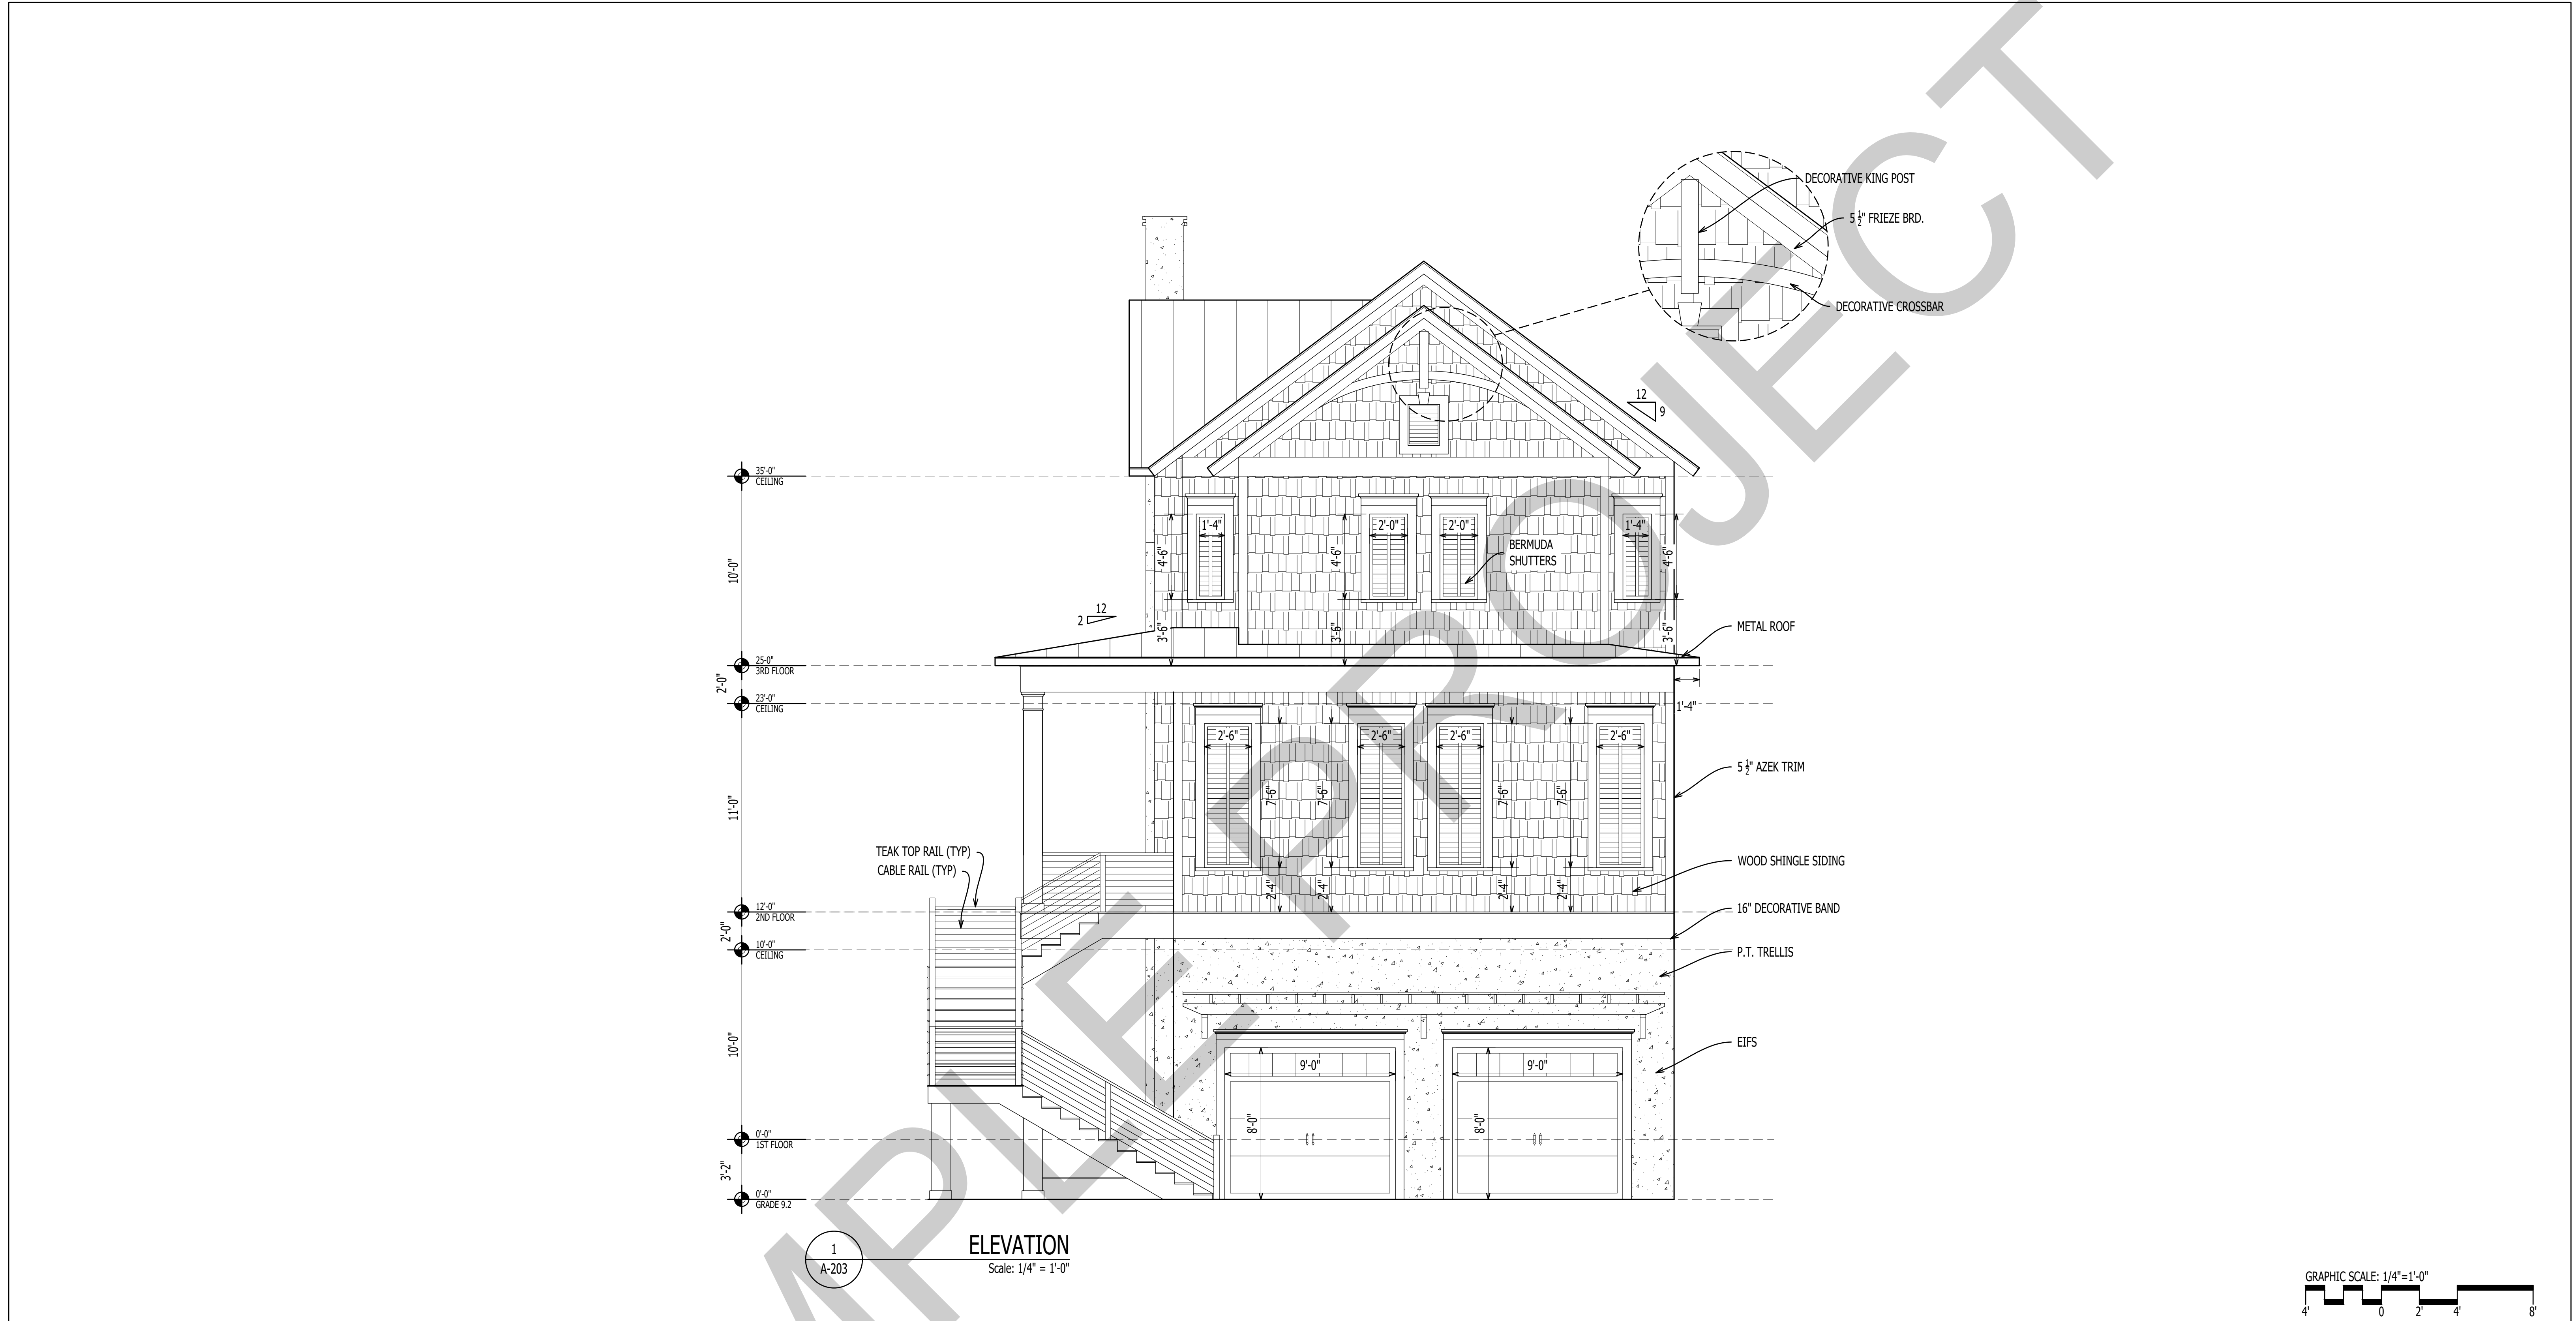 DECORATIVE KING POST
5 1/2" FRIEZE BRD.
DECORATIVE CROSSBAR
12
9
35'-0"
CEILING
1'-4"
2'-0"
2'-0"
1'-4"
BERMUDA
SHUTTERS
4'-6"
4'-6"
4'-6"
10'-0"
12
2
3'-6"
3'-6"
3'-6"
METAL ROOF
25'-0"
3RD FLOOR
2'-0"
23'-0"
CEILING
1'-4"
2'-6"
2'-6"
2'-6"
2'-6"
5 1/2" AZEK TRIM
7'-6"
7'-6"
7'-6"
7'-6"
11'-0"
TEAK TOP RAIL (TYP)
CABLE RAIL (TYP)
WOOD SHINGLE SIDING
2'-4"
2'-4"
2'-4"
2'-4"
12'-0"
2ND FLOOR
16" DECORATIVE BAND
2'-0"
10'-0"
CEILING
P.T. TRELLIS
10'-0"
EIFS
9'-0"
9'-0"
8'-0"
8'-0"
0'-0"
1ST FLOOR
3'-2"
0'-0"
GRADE 9.2
1
A-203
ELEVATION
Scale: 1/4" = 1'-0"
GRAPHIC SCALE: 1/4"=1'-0"
4' 0 2' 4' 8'
MPLE PROJECT